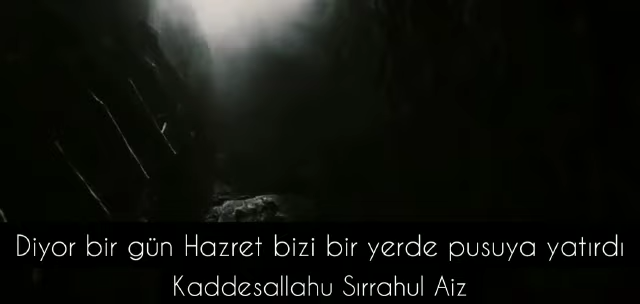 Diyor bir gün Hazret bizi bir yerde pusuya yatırdı
Kaddesallahu Sırrahul Aiz